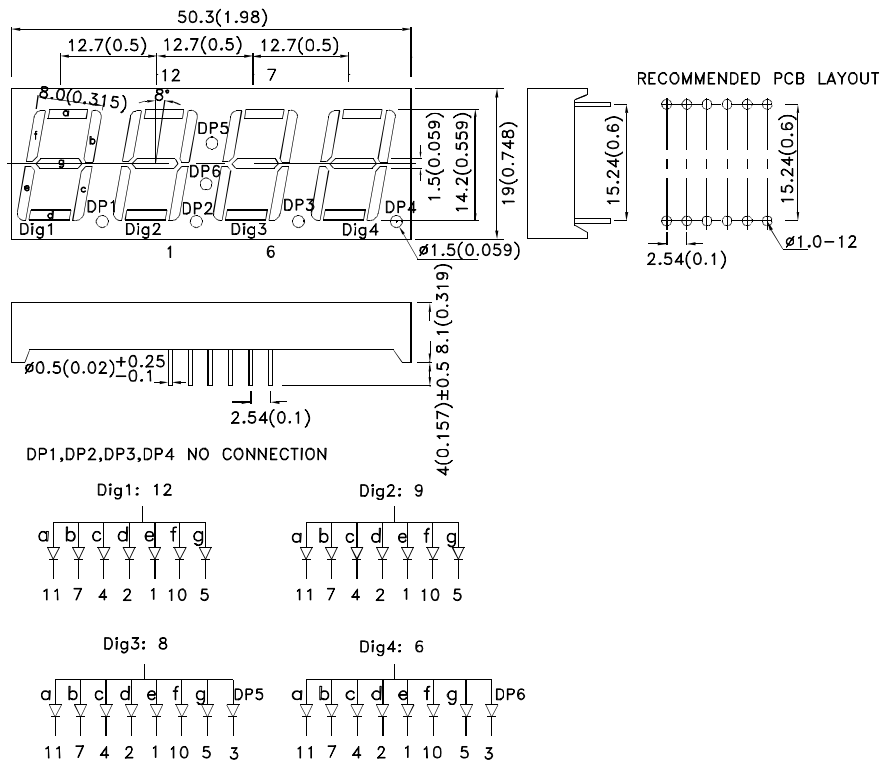 50.3(1.98)
12.7(0.5) 12.7(0.5) 12.7(0.5)
12 7
8.0(0.315) 8°
a
f b
g
e c
d
DP5
DP6
DP1 DP2 DP3 DP4
Dig1 Dig2 Dig3 Dig4
1 6
1.5(0.059)
14.2(0.559)
19(0.748)
ø1.5(0.059)
15.24(0.6)
RECOMMENDED PCB LAYOUT
15.24(0.6)
2.54(0.1)
ø1.0-12
ø0.5(0.02)+0.25
-0.1
2.54(0.1)
4(0.157)±0.5 8.1(0.319)
DP1,DP2,DP3,DP4 NO CONNECTION
Dig1: 12
a b c d e f g
11 7 4 2 1 10 5
Dig2: 9
a b c d e f g
11 7 4 2 1 10 5
Dig3: 8
a b c d e f g DP5
11 7 4 2 1 10 5 3
Dig4: 6
a b c d e f g DP6
11 7 4 2 1 10 5 3